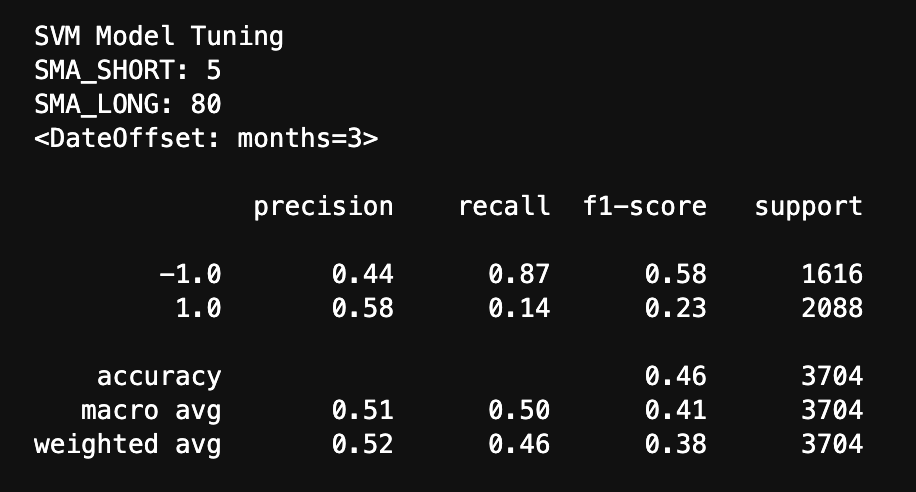 SVM Model Tuning
SMA_SHORT: 5
SMA_LONG: 80
<DateOffset: months=3>
precision recall f1-score support
-1.0 0.44 0.87 0.58 1616
1.0 0.58 0.14 0.23 2088
accuracy 0.46 3704
macro avg 0.51 0.50 0.41 3704
weighted avg 0.52 0.46 0.38 3704